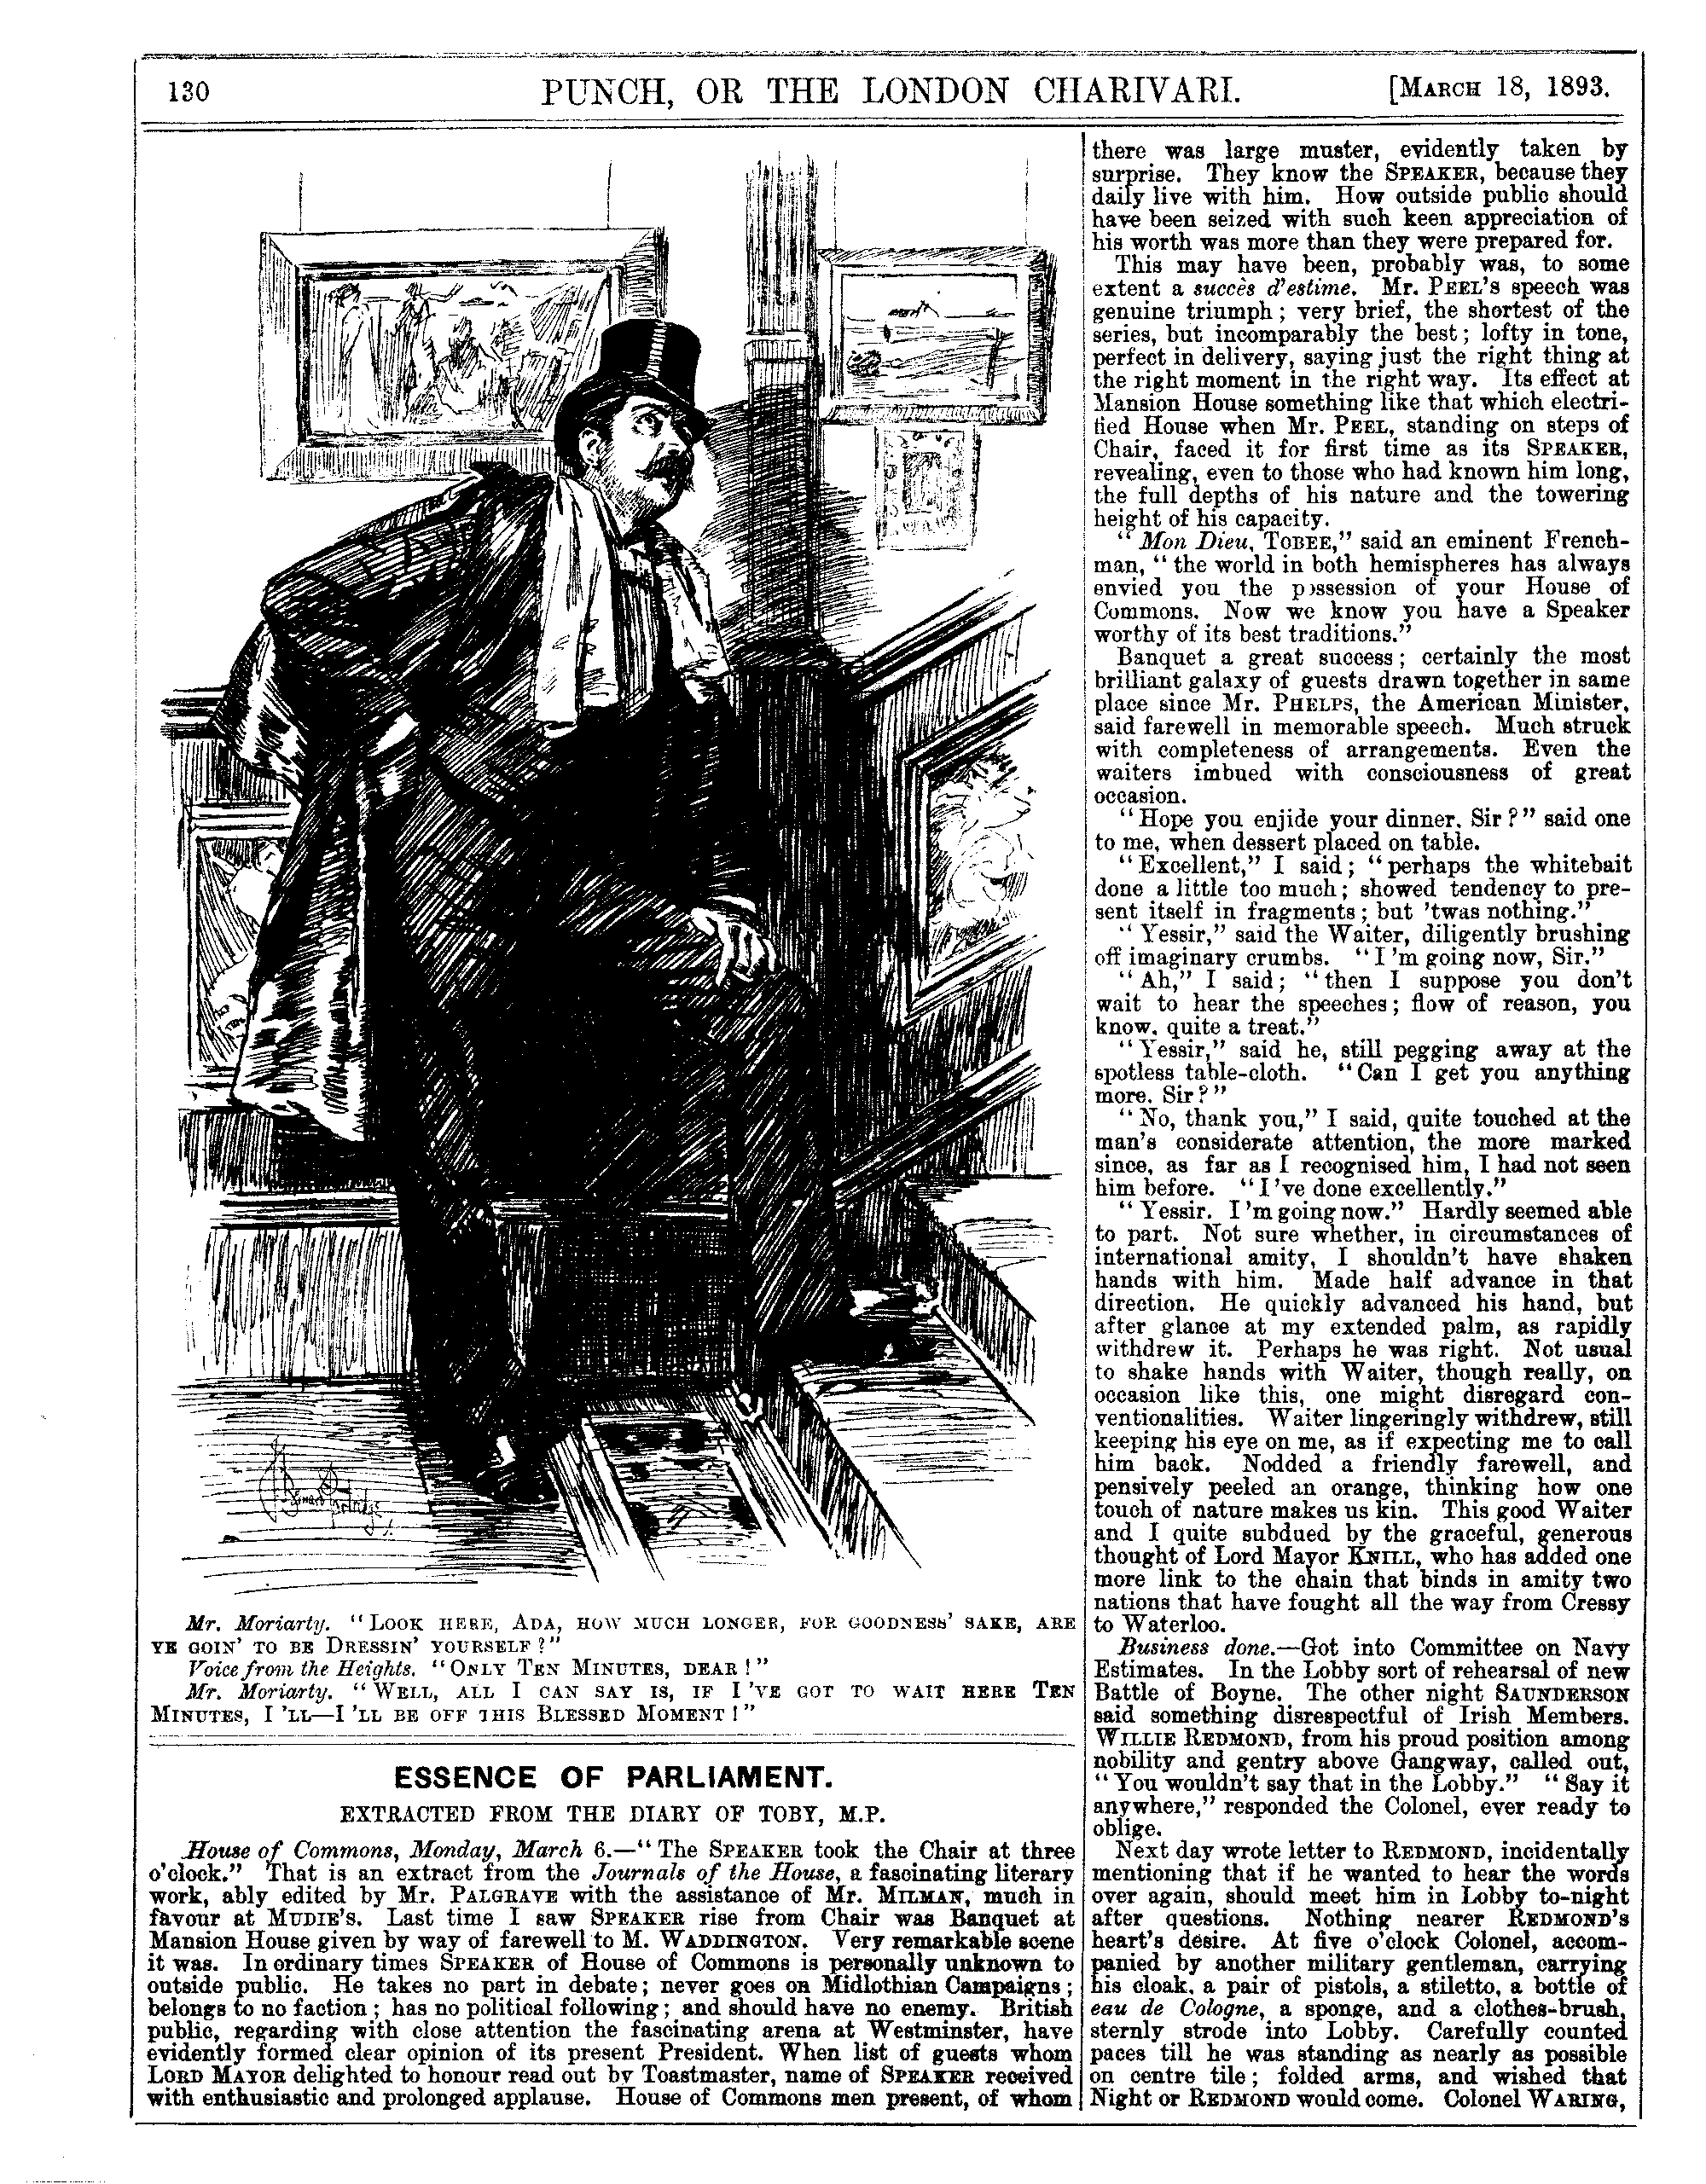 130
PUNCH, OR THE LONDON CHARIVARI.
[MARCH 18, 1893.
Mr. Moriarty. "LOOK HERE, ADA, HOW MUCH LONGER, FOR GOODNESS' SAKE, ARE
YE GOIN' TO BE DRESSIN' YOURSELF?"
Voice from the Heights. "ONLY TEN MINUTES, DEAR!"
Mr. Moriarty. "WELL, ALL I CAN SAY IS, IF I'VE GOT TO WAIT HERE TEN
MINUTES, I'LL—I'LL BE OFF THIS BLESSED MOMENT!"
ESSENCE OF PARLIAMENT.
EXTRACTED FROM THE DIARY OF TOBY, M.P.
House of Commons, Monday, March 6.—"The SPEAKER took the Chair at three
o'clock." That is an extract from the Journals of the House, a fascinating literary
work, ably edited by Mr. PALGRAVE with the assistance of Mr. MILMAN, much in
favour at MUDIE'S. Last time I saw SPEAKER rise from Chair was Banquet at
Mansion House given by way of farewell to M. WADDINGTON. Very remarkable scene
it was. In ordinary times SPEAKER of House of Commons is personally unknown to
outside public. He takes no part in debate; never goes on Midlothian Campaigns;
belongs to no faction; has no political following; and should have no enemy. British
public, regarding with close attention the fascinating arena at Westminster, have
evidently formed clear opinion of its present President. When list of guests whom
LORD MAYOR delighted to honour read out by Toastmaster, name of SPEAKER received
with enthusiastic and prolonged applause. House of Commons men present, of whom
there was large muster, evidently taken by
surprise. They know the SPEAKER, because they
daily live with him. How outside public should
have been seized with such keen appreciation of
his worth was more than they were prepared for.
This may have been, probably was, to some
extent a succès d'estime. Mr. PEEL'S speech was
genuine triumph; very brief, the shortest of the
series, but incomparably the best; lofty in tone,
perfect in delivery, saying just the right thing at
the right moment in the right way. Its effect at
Mansion House something like that which electri-
fied House when Mr. PEEL, standing on steps of
Chair, faced it for first time as its SPEAKER,
revealing, even to those who had known him long,
the full depths of his nature and the towering
height of his capacity.
"Mon Dieu, TOBEE," said an eminent French-
man, "the world in both hemispheres has always
envied you the possession of your House of
Commons. Now we know you have a Speaker
worthy of its best traditions."
Banquet a great success; certainly the most
brilliant galaxy of guests drawn together in same
place since Mr. PHELPS, the American Minister,
said farewell in memorable speech. Much struck
with completeness of arrangements. Even the
waiters imbued with consciousness of great
occasion.
"Hope you enjide your dinner, Sir?" said one
to me, when dessert placed on table.
"Excellent," I said; "perhaps the whitebait
done a little too much; showed tendency to pre-
sent itself in fragments; but 'twas nothing."
"Yessir," said the Waiter, diligently brushing
off imaginary crumbs. "I'm going now, Sir."
"Ah," I said; "then I suppose you don't
wait to hear the speeches; flow of reason, you
know, quite a treat."
"Yessir," said he, still pegging away at the
spotless table-cloth. "Can I get you anything
more, Sir?"
"No, thank you," I said, quite touched at the
man's considerate attention, the more marked
since, as far as I recognised him, I had not seen
him before. "I've done excellently."
"Yessir. I'm going now." Hardly seemed able
to part. Not sure whether, in circumstances of
international amity, I shouldn't have shaken
hands with him. Made half advance in that
direction. He quickly advanced his hand, but
after glance at my extended palm, as rapidly
withdrew it. Perhaps he was right. Not usual
to shake hands with Waiter, though really, on
occasion like this, one might disregard con-
ventionalities. Waiter lingeringly withdrew, still
keeping his eye on me, as if expecting me to call
him back. Nodded a friendly farewell, and
pensively peeled an orange, thinking how one
touch of nature makes us kin. This good Waiter
and I quite subdued by the graceful, generous
thought of Lord Mayor KNILL, who has added one
more link to the chain that binds in amity two
nations that have fought all the way from Cressy
to Waterloo.
Business done.—Got into Committee on Navy
Estimates. In the Lobby sort of rehearsal of new
Battle of Boyne. The other night SAUNDERSON
said something disrespectful of Irish Members.
WILLIE REDMOND, from his proud position among
nobility and gentry above Gangway, called out,
"You wouldn't say that in the Lobby." "Say it
anywhere," responded the Colonel, ever ready to
oblige.
Next day wrote letter to REDMOND, incidentally
mentioning that if he wanted to hear the words
over again, should meet him in Lobby to-night
after questions. Nothing nearer REDMOND'S
heart's desire. At five o'clock Colonel, accom-
panied by another military gentleman, carrying
his cloak, a pair of pistols, a stiletto, a bottle of
eau de Cologne, a sponge, and a clothes-brush,
sternly strode into Lobby. Carefully counted
paces till he was standing as nearly as possible
on centre tile; folded arms, and wished that
Night or REDMOND would come. Colonel WARING,